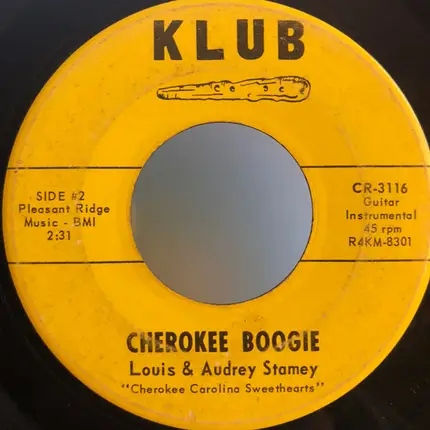 KLUB
SIDE #2
Pleasant Ridge
Music - BMI
2:31
CR-3116
Guitar
Instrumental
45 rpm
R4KM-8301
CHEROKEE BOOGIE
Louis & Audrey Stamey
"Cherokee Carolina Sweethearts"